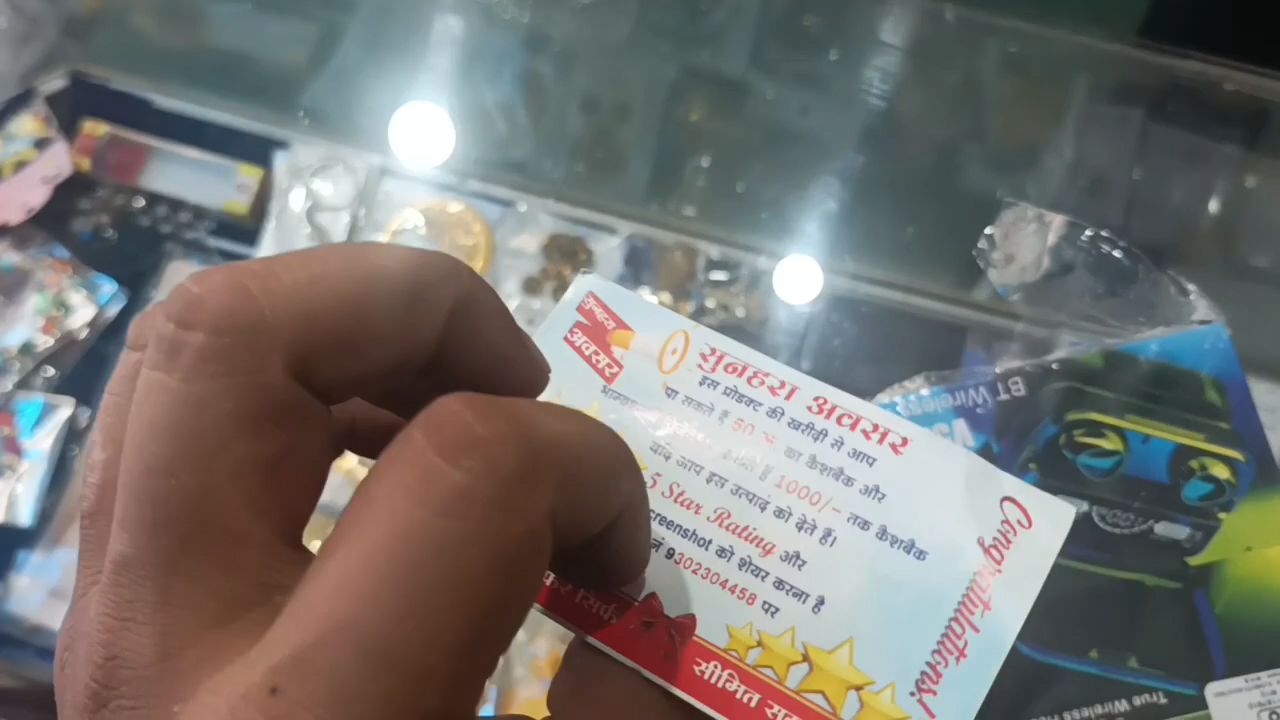 सुनहरा
अवसर
सुनहरा अवसर
इस प्रोडक्ट की खरीदी से आप
पा सकते हैं 50 का कैशबैक और
1000/- तक कैशबैक
यदि आप इस उत्पाद को देते हैं।
5 Star Rating और
creenshot को शेयर करना है
9302304458 पर
सिर्फ
सीमित
Congratulations!
BT Wireless
True Wireless